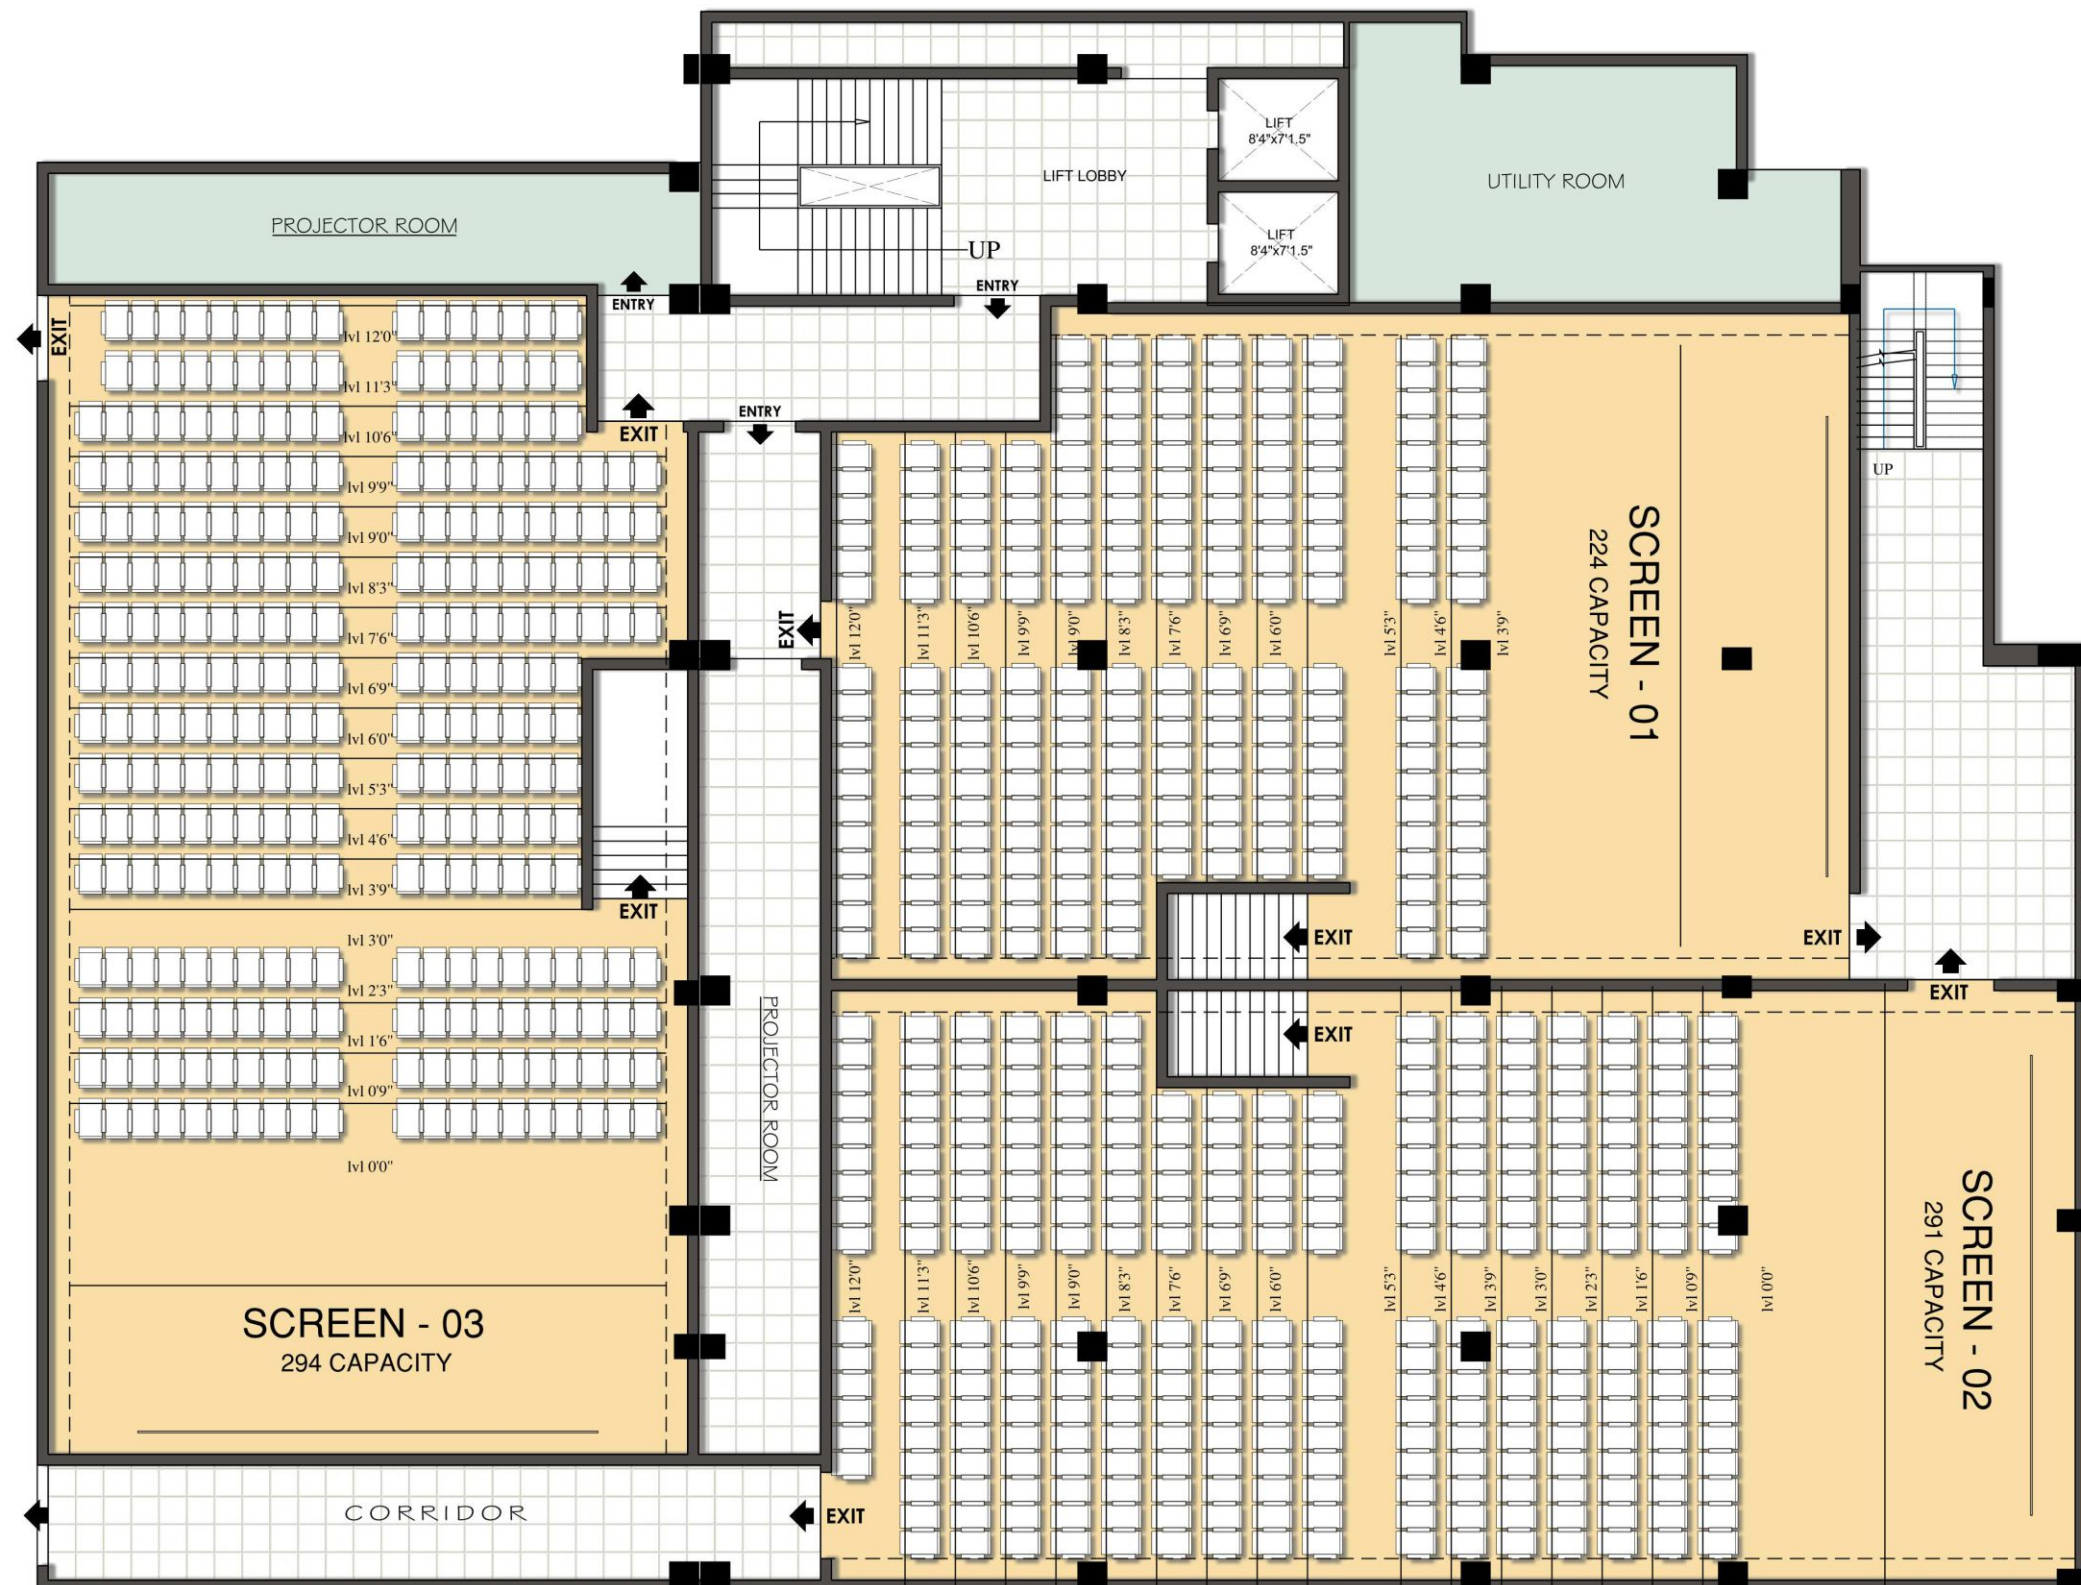 LIFT
8'4"x7'1.5"
LIFT LOBBY
UTILITY ROOM
PROJECTOR ROOM
LIFT
8'4"x7'1.5"
UP
ENTRY
ENTRY
EXIT
lvl 12'0"
lvl 11'3"
lvl 10'6"
lvl 9'9"
lvl 9'0"
lvl 8'3"
lvl 7'6"
lvl 6'9"
lvl 6'0"
lvl 5'3"
lvl 4'6"
lvl 3'9"
lvl 3'0"
lvl 2'3"
lvl 1'6"
lvl 0'9"
lvl 0'0"
EXIT
EXIT
SCREEN - 03
294 CAPACITY
ENTRY
EXIT
PROJECTOR ROOM
lvl 12'0"
lvl 11'3"
lvl 10'6"
lvl 9'9"
lvl 9'0"
lvl 8'3"
lvl 7'6"
lvl 6'9"
lvl 6'0"
lvl 5'3"
lvl 4'6"
lvl 3'9"
SCREEN - 01
224 CAPACITY
UP
EXIT
EXIT
EXIT
EXIT
lvl 12'0"
lvl 11'3"
lvl 10'6"
lvl 9'9"
lvl 9'0"
lvl 8'3"
lvl 7'6"
lvl 6'9"
lvl 6'0"
lvl 5'3"
lvl 4'6"
lvl 3'9"
lvl 3'0"
lvl 2'3"
lvl 1'6"
lvl 0'9"
lvl 0'0"
SCREEN - 02
291 CAPACITY
CORRIDOR
EXIT